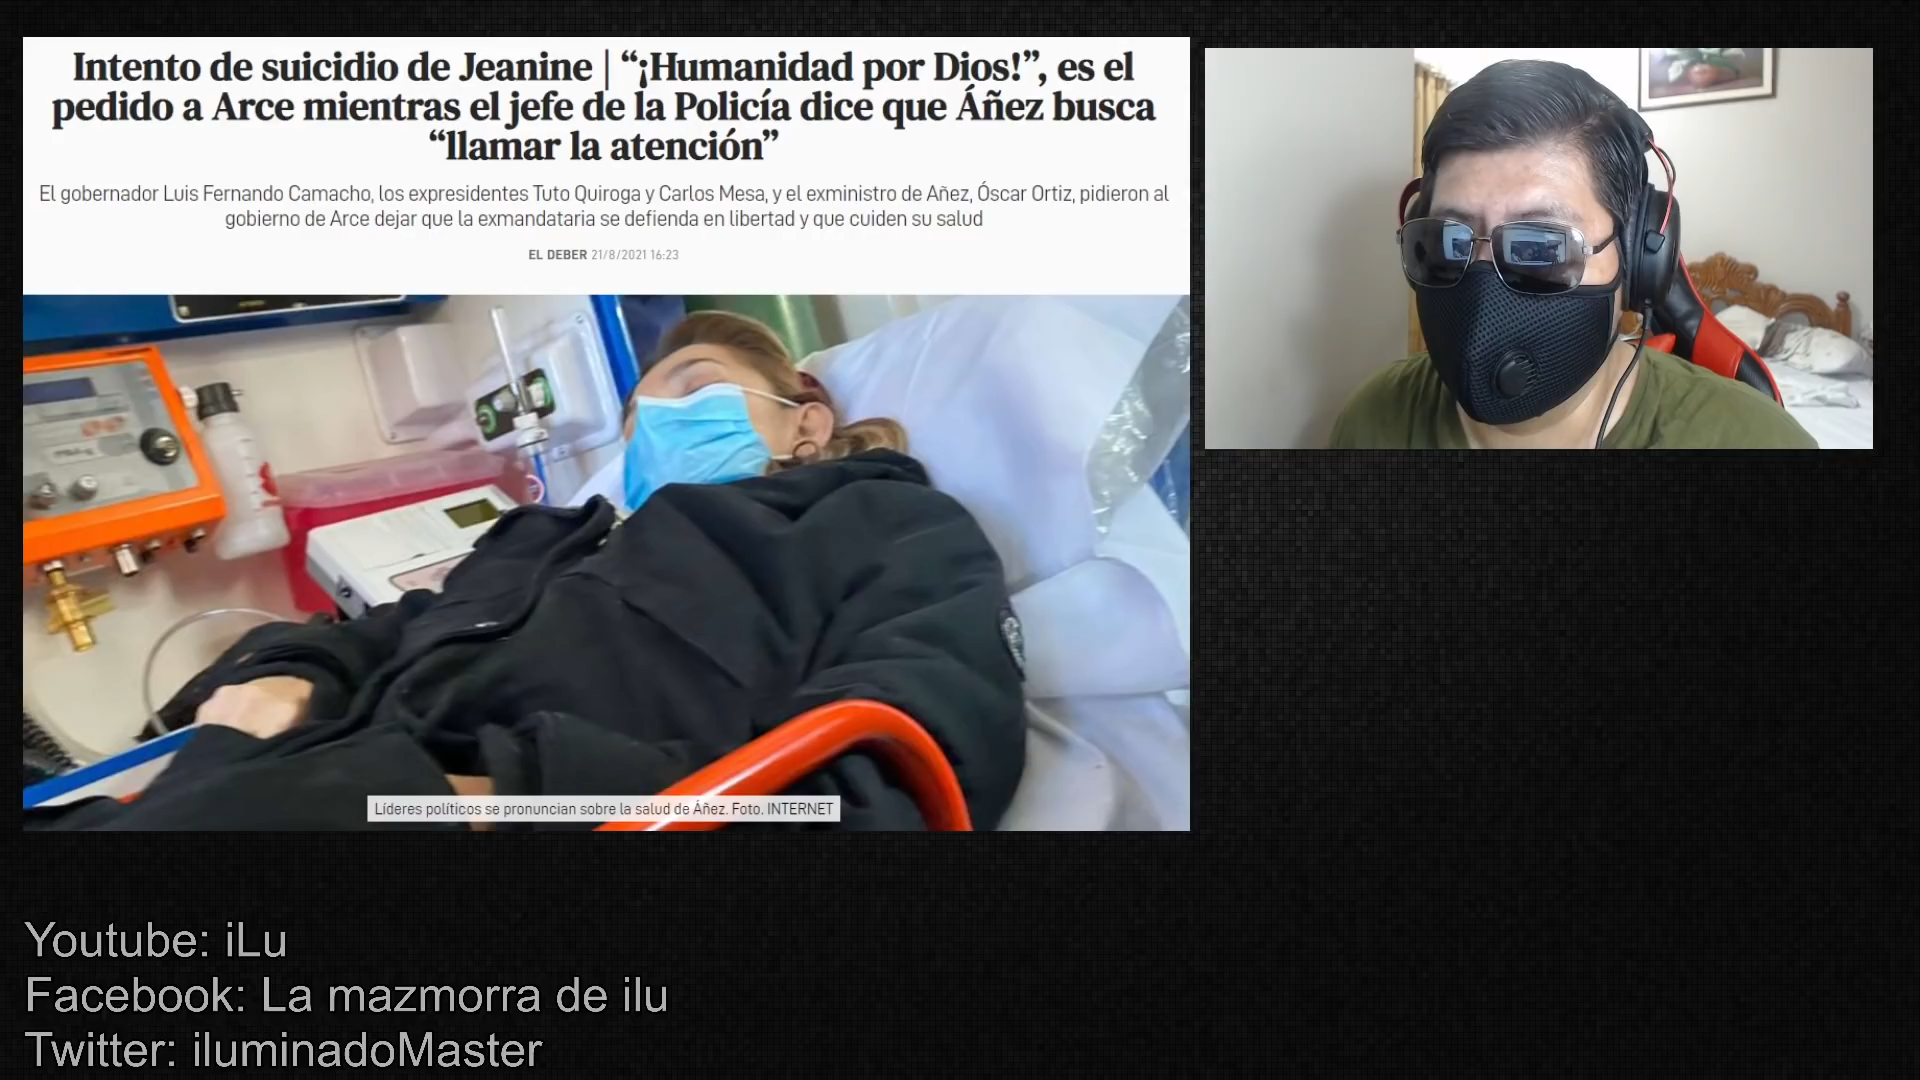 Intento de suicidio de Jeanine | “¡Humanidad por Dios!”, es el
pedido a Arce mientras el jefe de la Policía dice que Áñez busca
“llamar la atención”
El gobernador Luis Fernando Camacho, los expresidentes Tuto Quiroga y Carlos Mesa, y el exministro de Añez, Óscar Ortiz, pidieron al
gobierno de Arce dejar que la exmandataria se defienda en libertad y que cuiden su salud
EL DEBER 21/8/2021 16:23
Líderes políticos se pronuncian sobre la salud de Áñez. Foto. INTERNET
Youtube: iLu
Facebook: La mazmorra de ilu
Twitter: iluminadoMaster